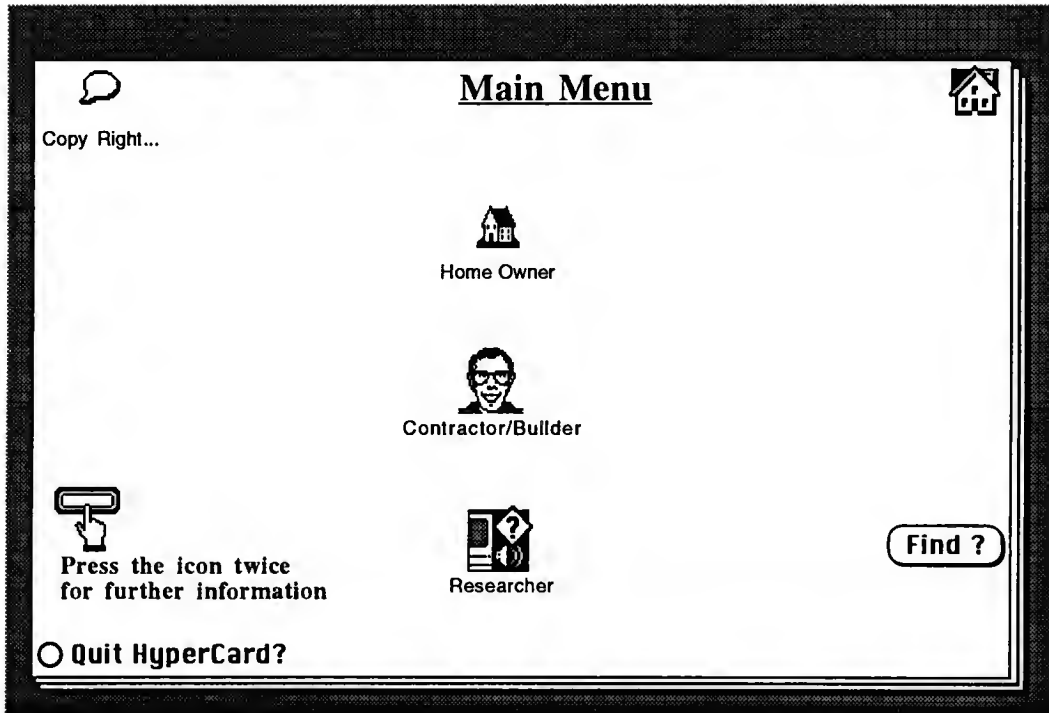 Main Menu
Copy Right...
Home Owner
Contractor/Builder
Press the icon twice
for further information
?
Researcher
Find ?
Quit HyperCard?